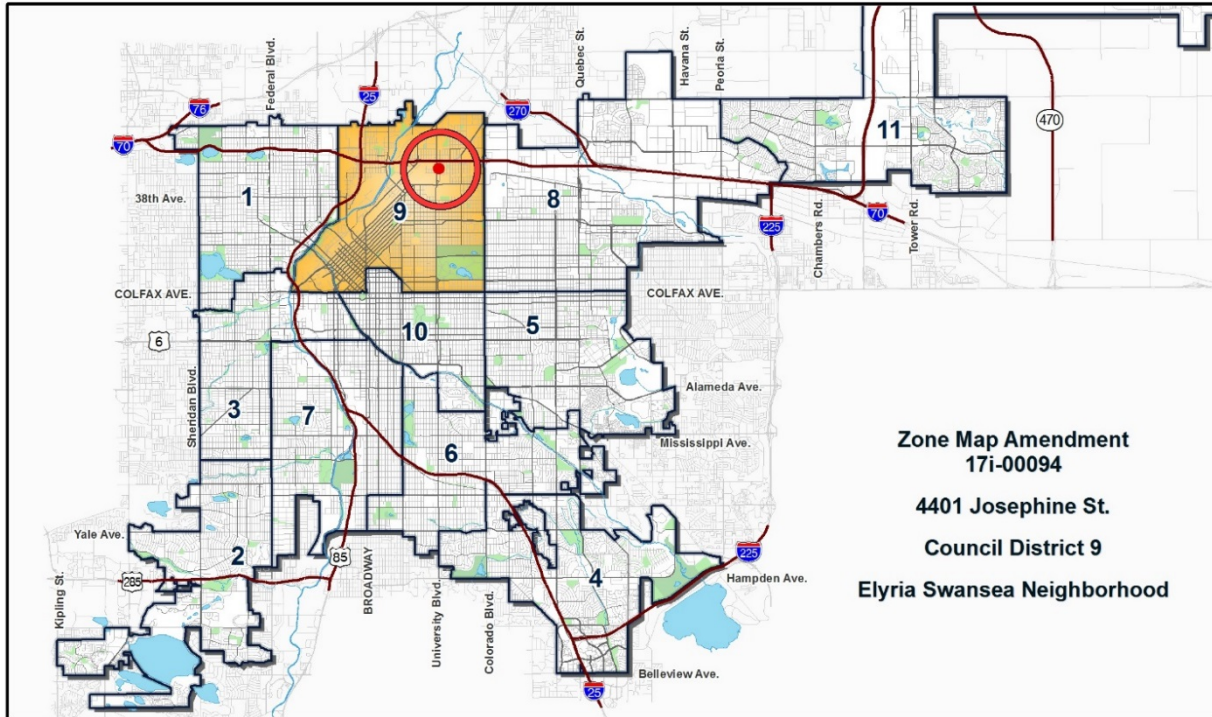 Federal Blvd.
Quebec St.
Havana St.
Peoria St.
76
25
270
470
70
11
38th Ave.
1
9
8
225
70
Chambers Rd.
Tower Rd.
COLFAX AVE.
COLFAX AVE.
6
10
5
Sheridan Blvd.
3
7
Alameda Ave.
6
Mississippi Ave.
Zone Map Amendment
17i-00094
4401 Josephine St.
Council District 9
Elyria Swansea Neighborhood
Yale Ave.
2
85
BROADWAY
285
Kipling St.
University Blvd.
Colorado Blvd.
4
225
Hampden Ave.
Belleview Ave.
25